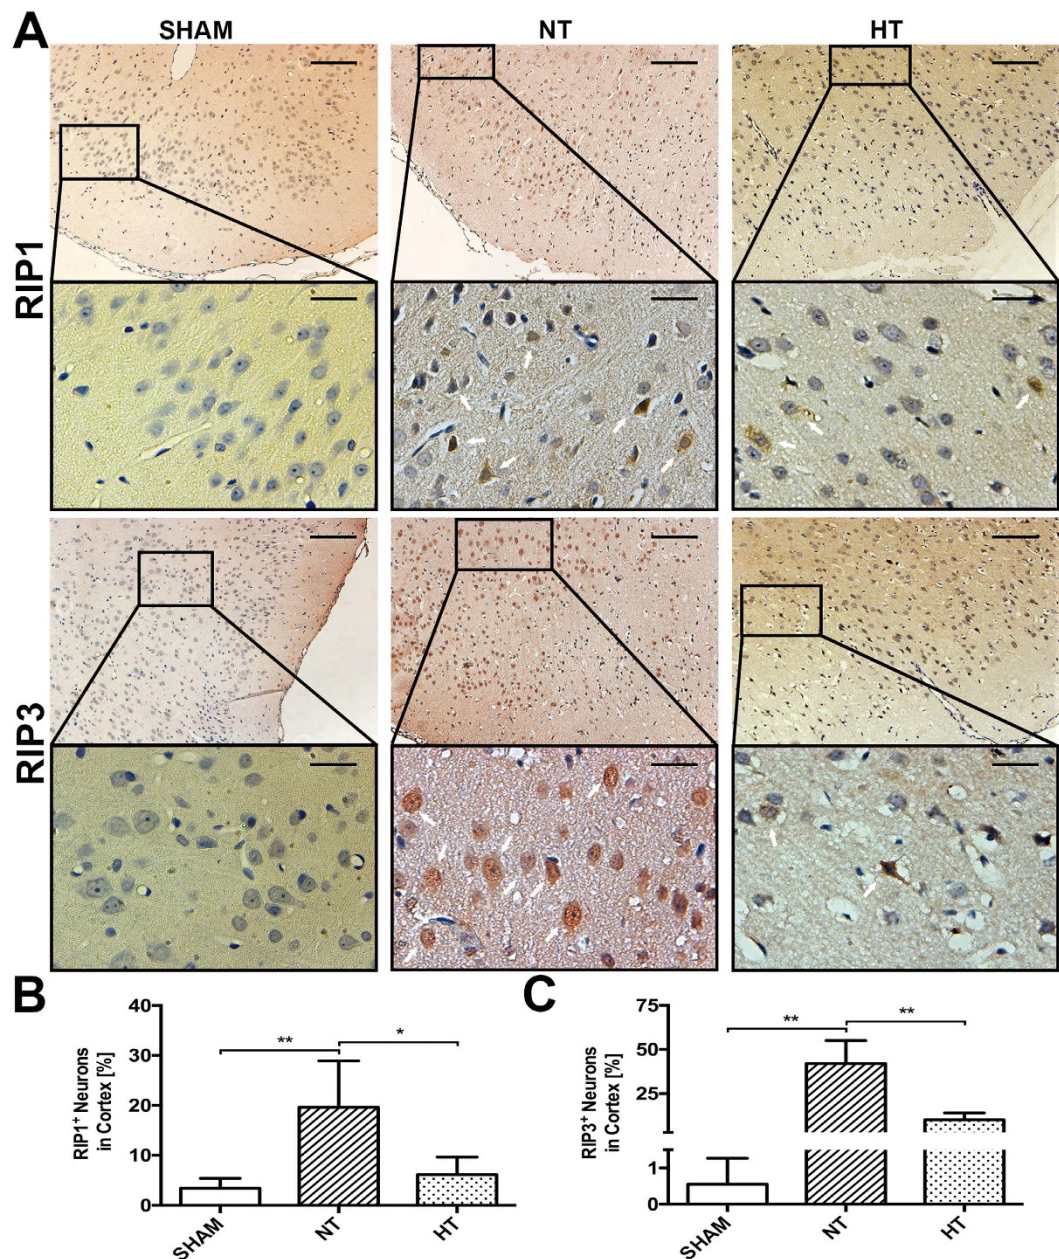 A
SHAM NT HT
RIP1
RIP3
B
RIP1+ Neurons
in Cortex [%]
40
30
20
10
0
** *
SHAM NT HT
C
RIP3+ Neurons
in Cortex [%]
75
50
25
1
0
** **
SHAM NT HT